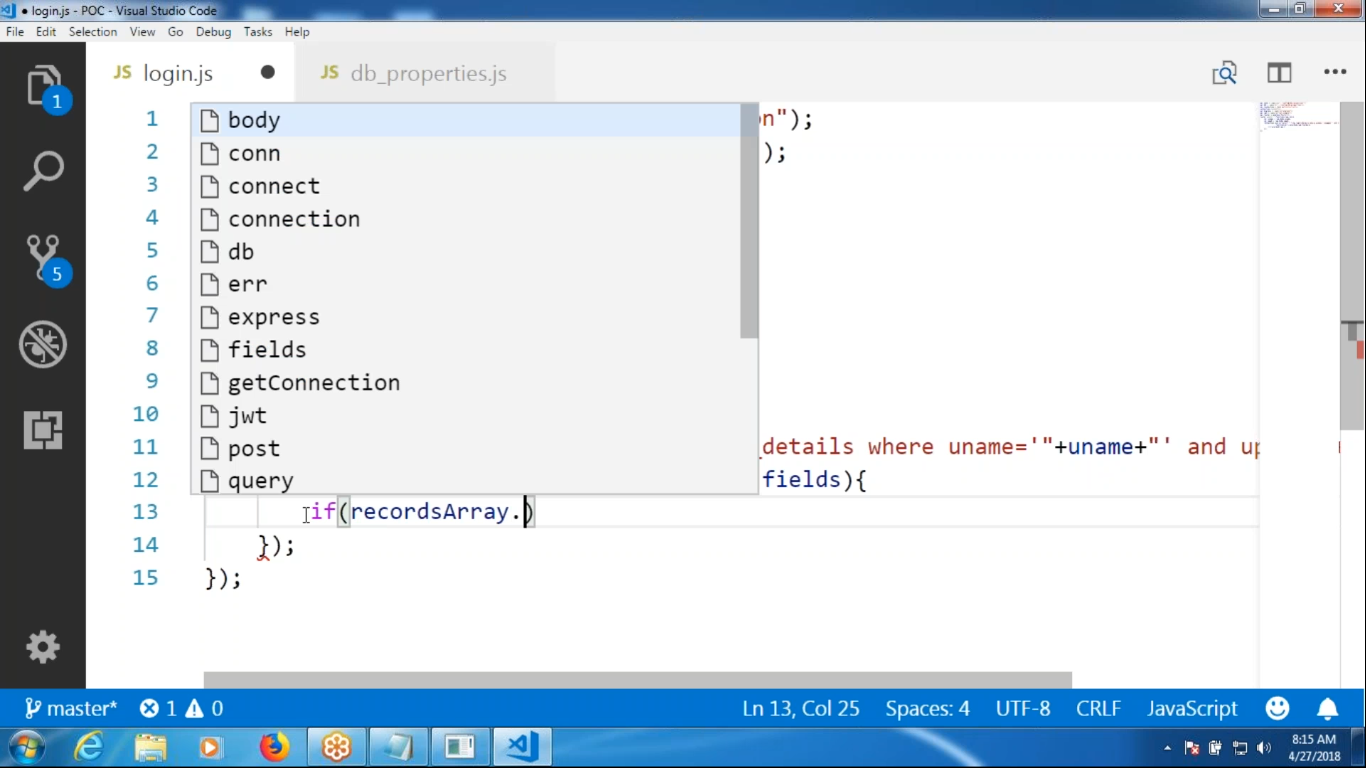 login.js - POC - Visual Studio Code
File Edit Selection View Go Debug Tasks Help
JS login.js ● JS db_properties.js
1 on");
2 );
3
4
5
6
7
8
9
10
11 _details where uname='"+uname+"' and up
12 fields){
13 if(recordsArray.)
14 });
15 });
body
conn
connect
connection
db
err
express
fields
getConnection
jwt
post
query
1
5
master* 1 0 Ln 13, Col 25 Spaces: 4 UTF-8 CRLF JavaScript
8:15 AM
4/27/2018